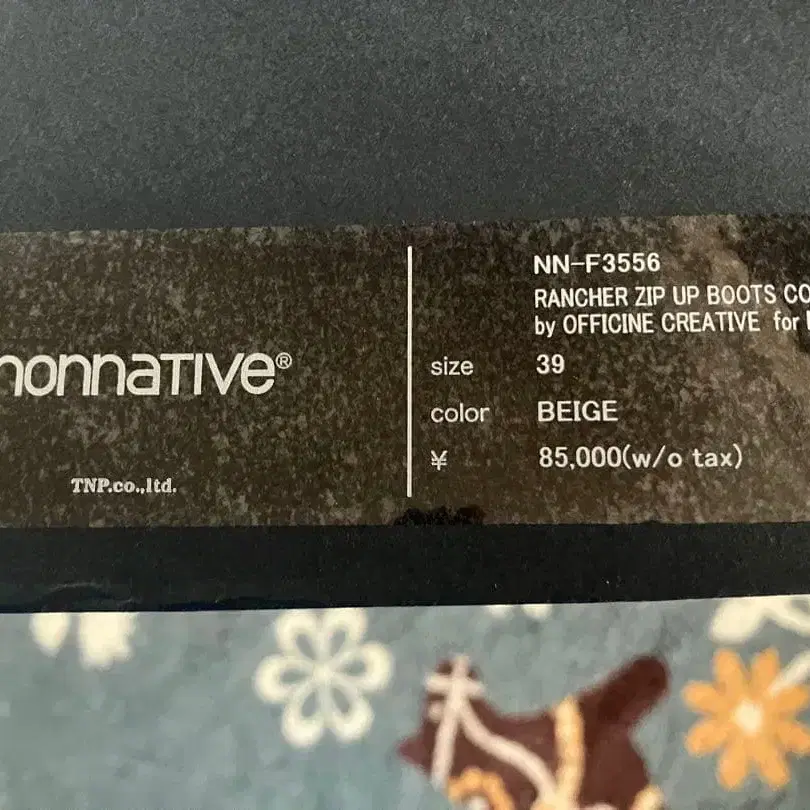 nonnative®
TNP.co.,ltd.
NN-F3556
RANCHER ZIP UP BOOTS
by OFFICINE CREATIVE for
size 39
color BEIGE
¥ 85,000(w/o tax)